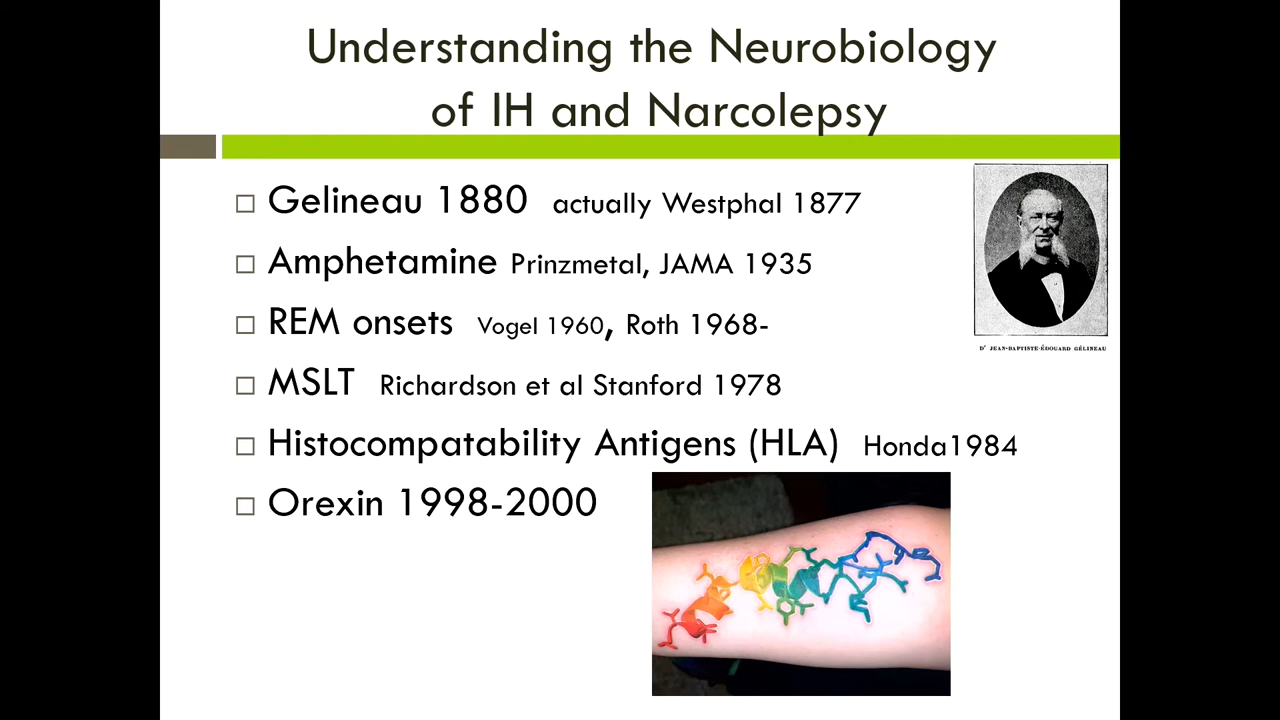 Understanding the Neurobiology
of IH and Narcolepsy
Gelineau 1880 actually Westphal 1877
Amphetamine Prinzmetal, JAMA 1935
REM onsets Vogel 1960, Roth 1968-
MSLT Richardson et al Stanford 1978
Histocompatability Antigens (HLA) Honda1984
Orexin 1998-2000
Dʳ JEAN-BAPTISTE-ÉDOUARD GÉLINEAU